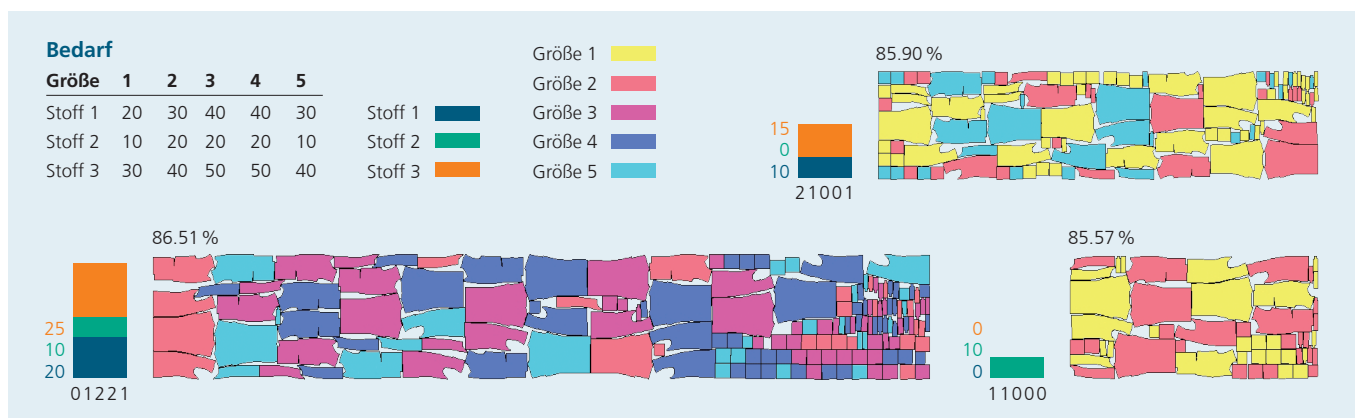 Bedarf
Größe 1 2 3 4 5
Stoff 1 20 30 40 40 30
Stoff 2 10 20 20 20 10
Stoff 3 30 40 50 50 40
Stoff 1
Stoff 2
Stoff 3
Größe 1
Größe 2
Größe 3
Größe 4
Größe 5
85.90 %
15
0
10
21001
86.51 %
25
10
20
01221
85.57 %
0
10
0
11000